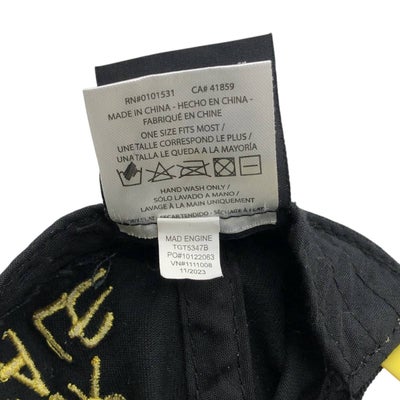 RN#0101531 CA# 41859
MADE IN CHINA - HECHO EN CHINA -
FABRIQUÉ EN CHINE
ONE SIZE FITS MOST /
UNE TAILLE CORRESPOND LE PLUS /
UNA TALLA LE QUEDA A LA MAYORÍA
HAND WASH ONLY /
SÓLO LAVADO A MANO /
LAVAGE À LA MAIN UNIQUEMENT
MAD ENGINE
TGT5347B
PO#10122063
VN#1111008
11/2023